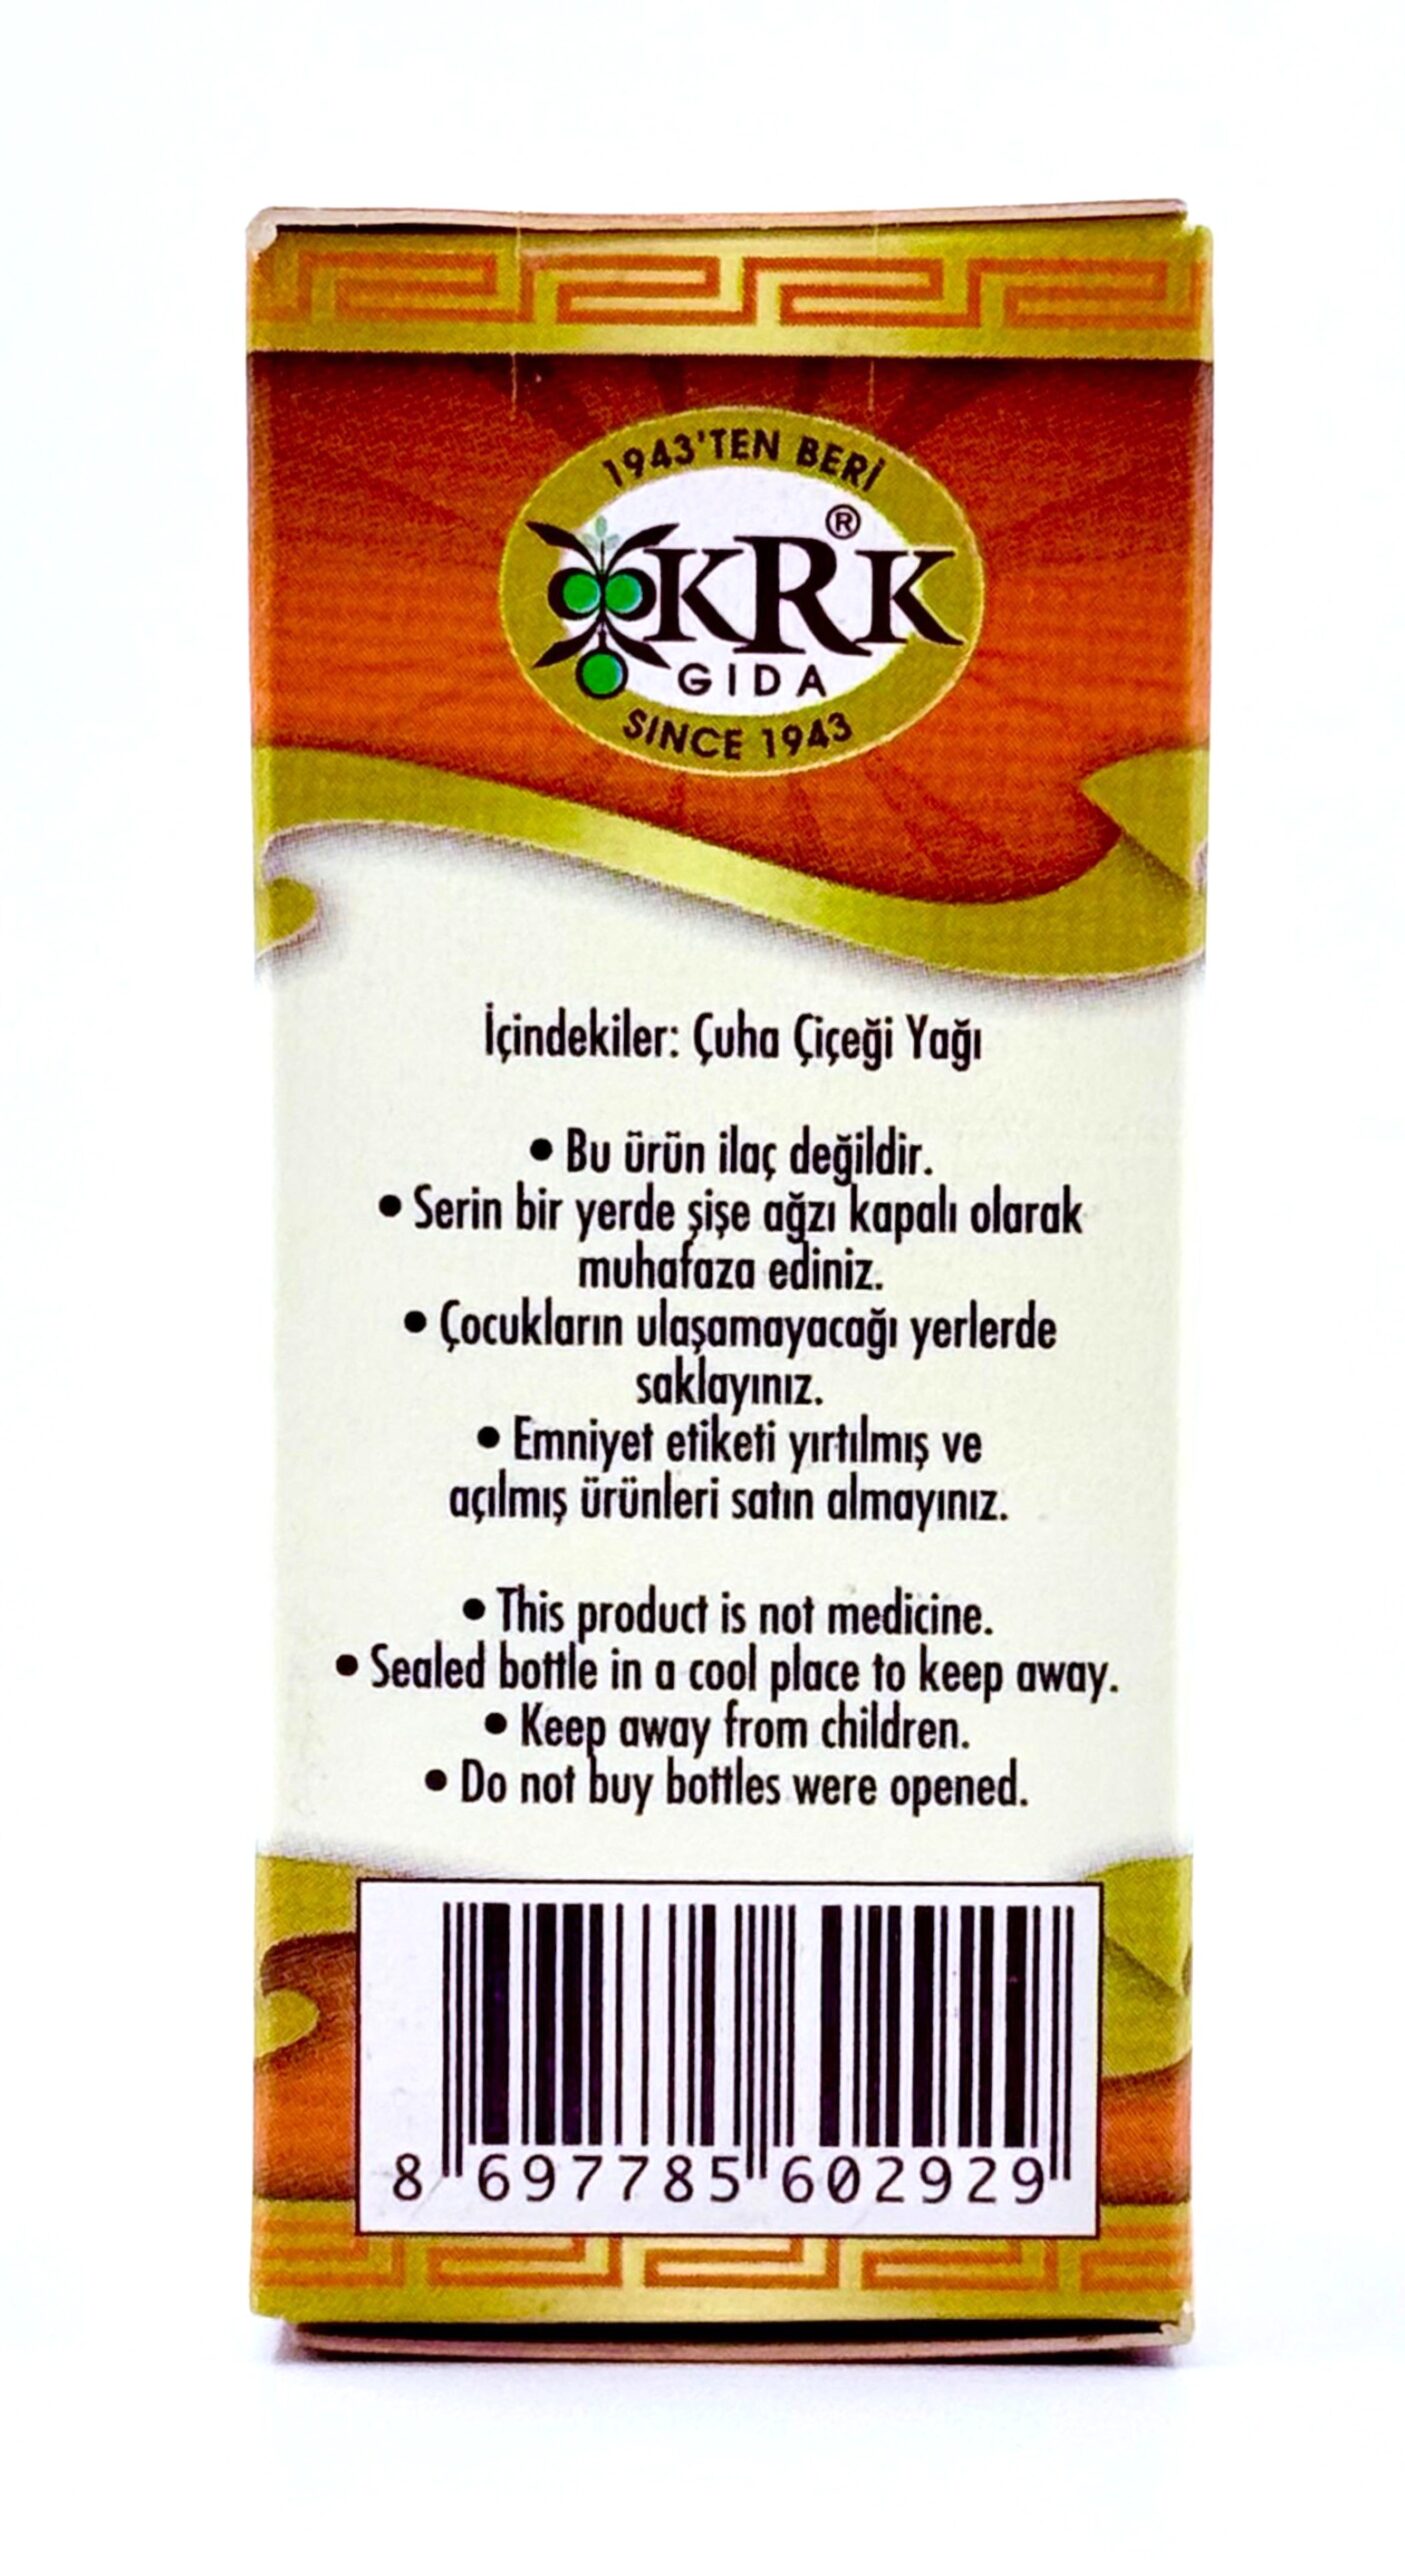 1943'TEN BERİ
KRK®
GIDA
SINCE 1943
İçindekiler: Çuha Çiçeği Yağı
• Bu ürün ilaç değildir.
• Serin bir yerde şişe ağzı kapalı olarak
muhafaza ediniz.
• Çocukların ulaşamayacağı yerlerde
saklayınız.
• Emniyet etiketi yırtılmış ve
açılmış ürünleri satın almayınız.
• This product is not medicine.
• Sealed bottle in a cool place to keep away.
• Keep away from children.
• Do not buy bottles were opened.
8 697785 602929